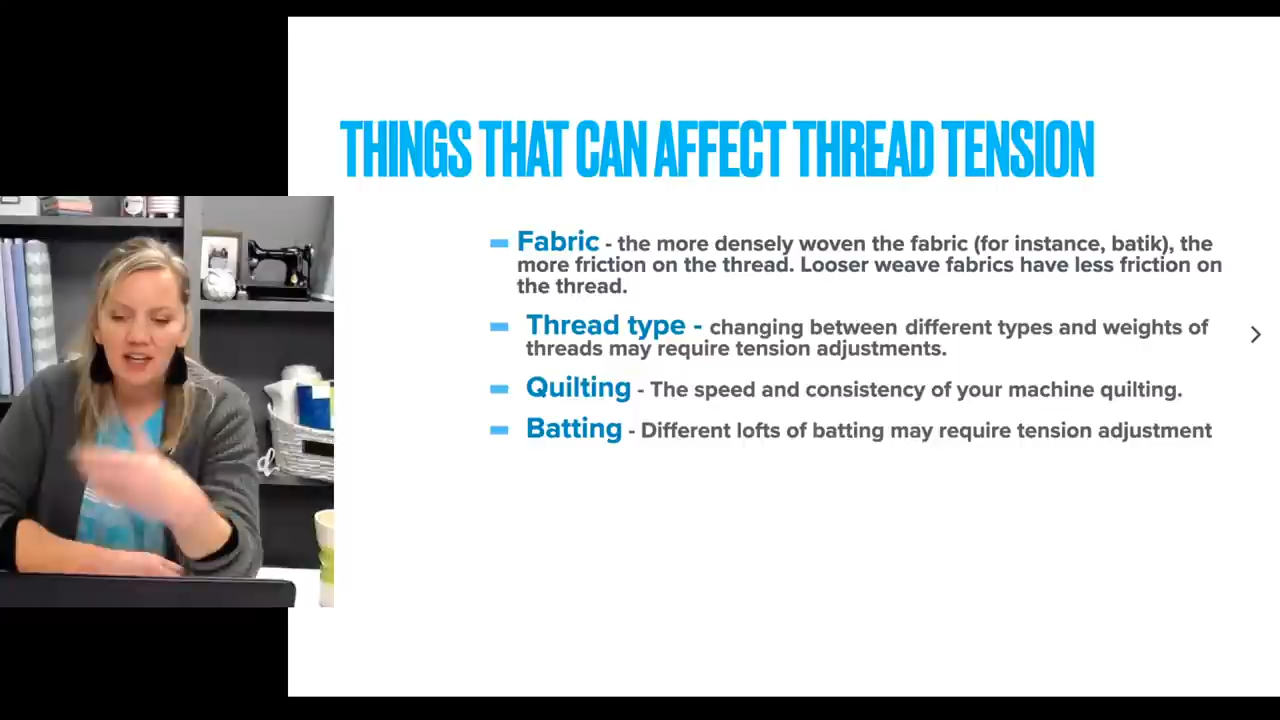 THINGS THAT CAN AFFECT THREAD TENSION
Fabric - the more densely woven the fabric (for instance, batik), the
more friction on the thread. Looser weave fabrics have less friction on
the thread.
Thread type - changing between different types and weights of
threads may require tension adjustments.
Quilting - The speed and consistency of your machine quilting.
Batting - Different lofts of batting may require tension adjustment